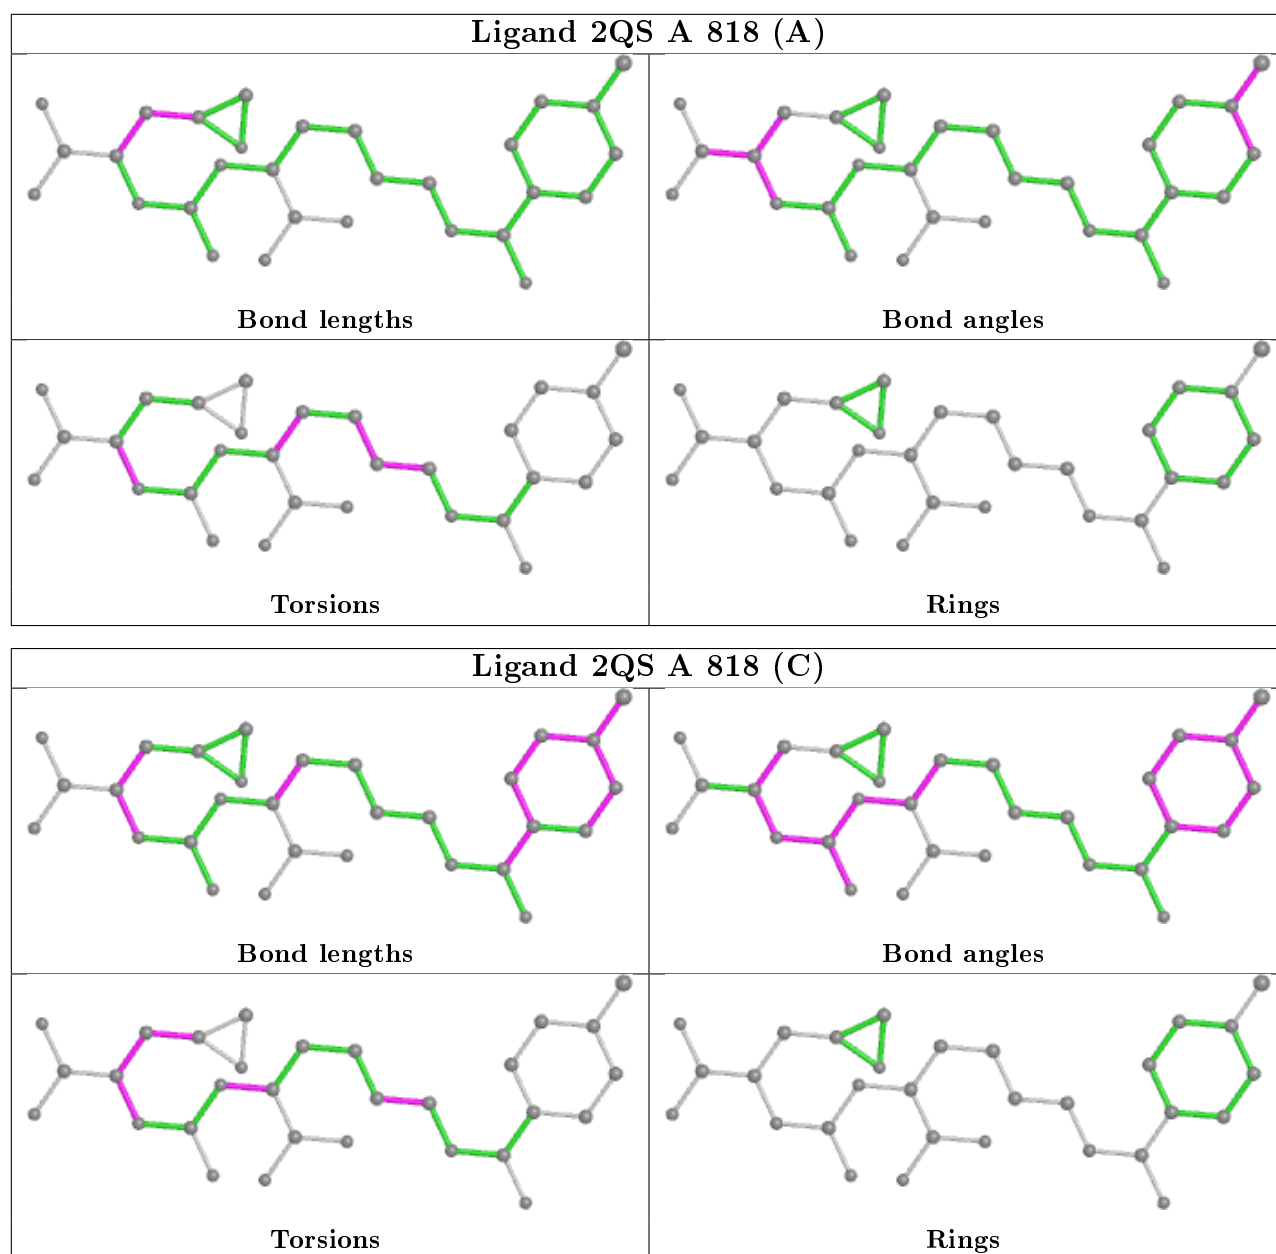 Ligand 2QS A 818 (A)
Bond lengths
Bond angles
Torsions
Rings
Ligand 2QS A 818 (C)
Bond lengths
Bond angles
Torsions
Rings